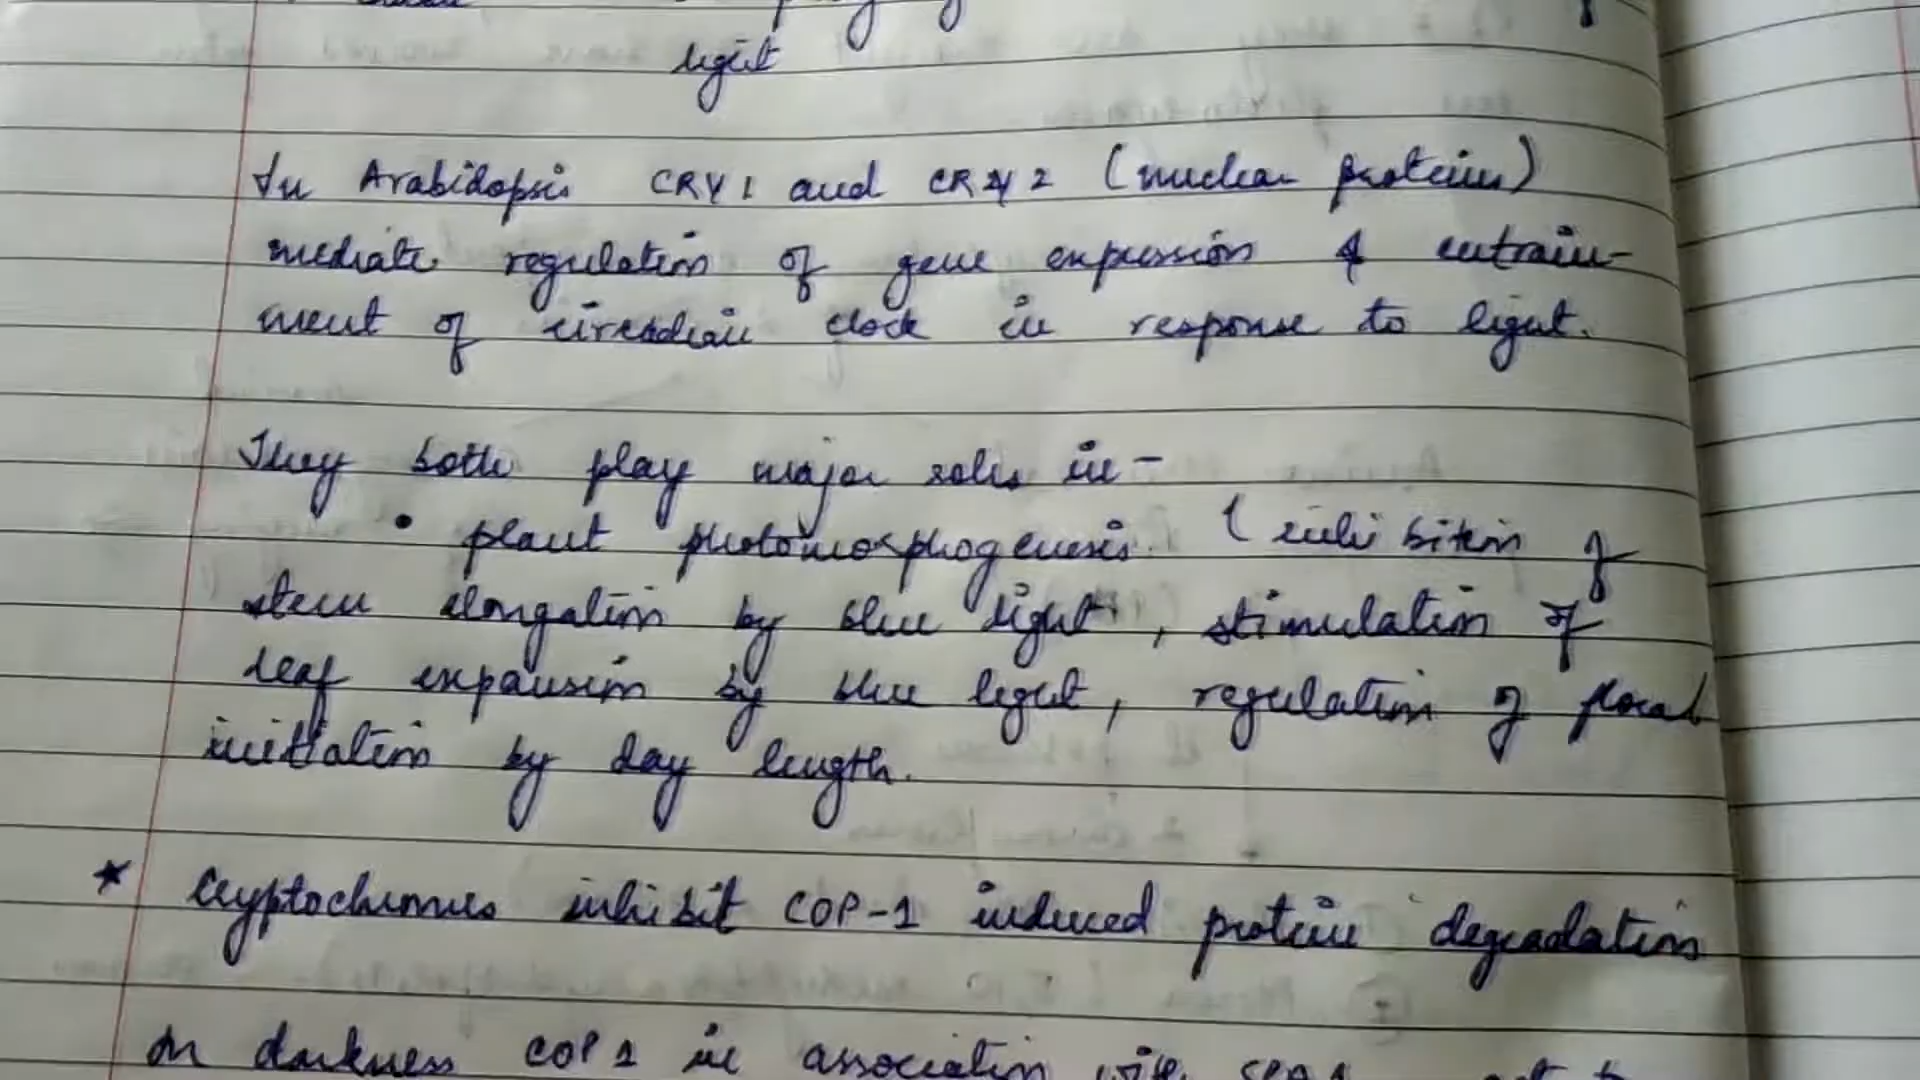 light
In Arabidopsis CRY1 and CRY2 (nuclear proteins)
mediate regulation of gene expression & entrain-
ment of circadian clock in response to light.
They both play major roles in -
• plant photomorphogenesis (inhibition of
stem elongation by blue light, stimulation of
leaf expansion by blue light, regulation of floral
initiation by day length.
* Cryptochromes inhibit COP-1 induced protein degradation
In darkness COP1 in association with SPA1